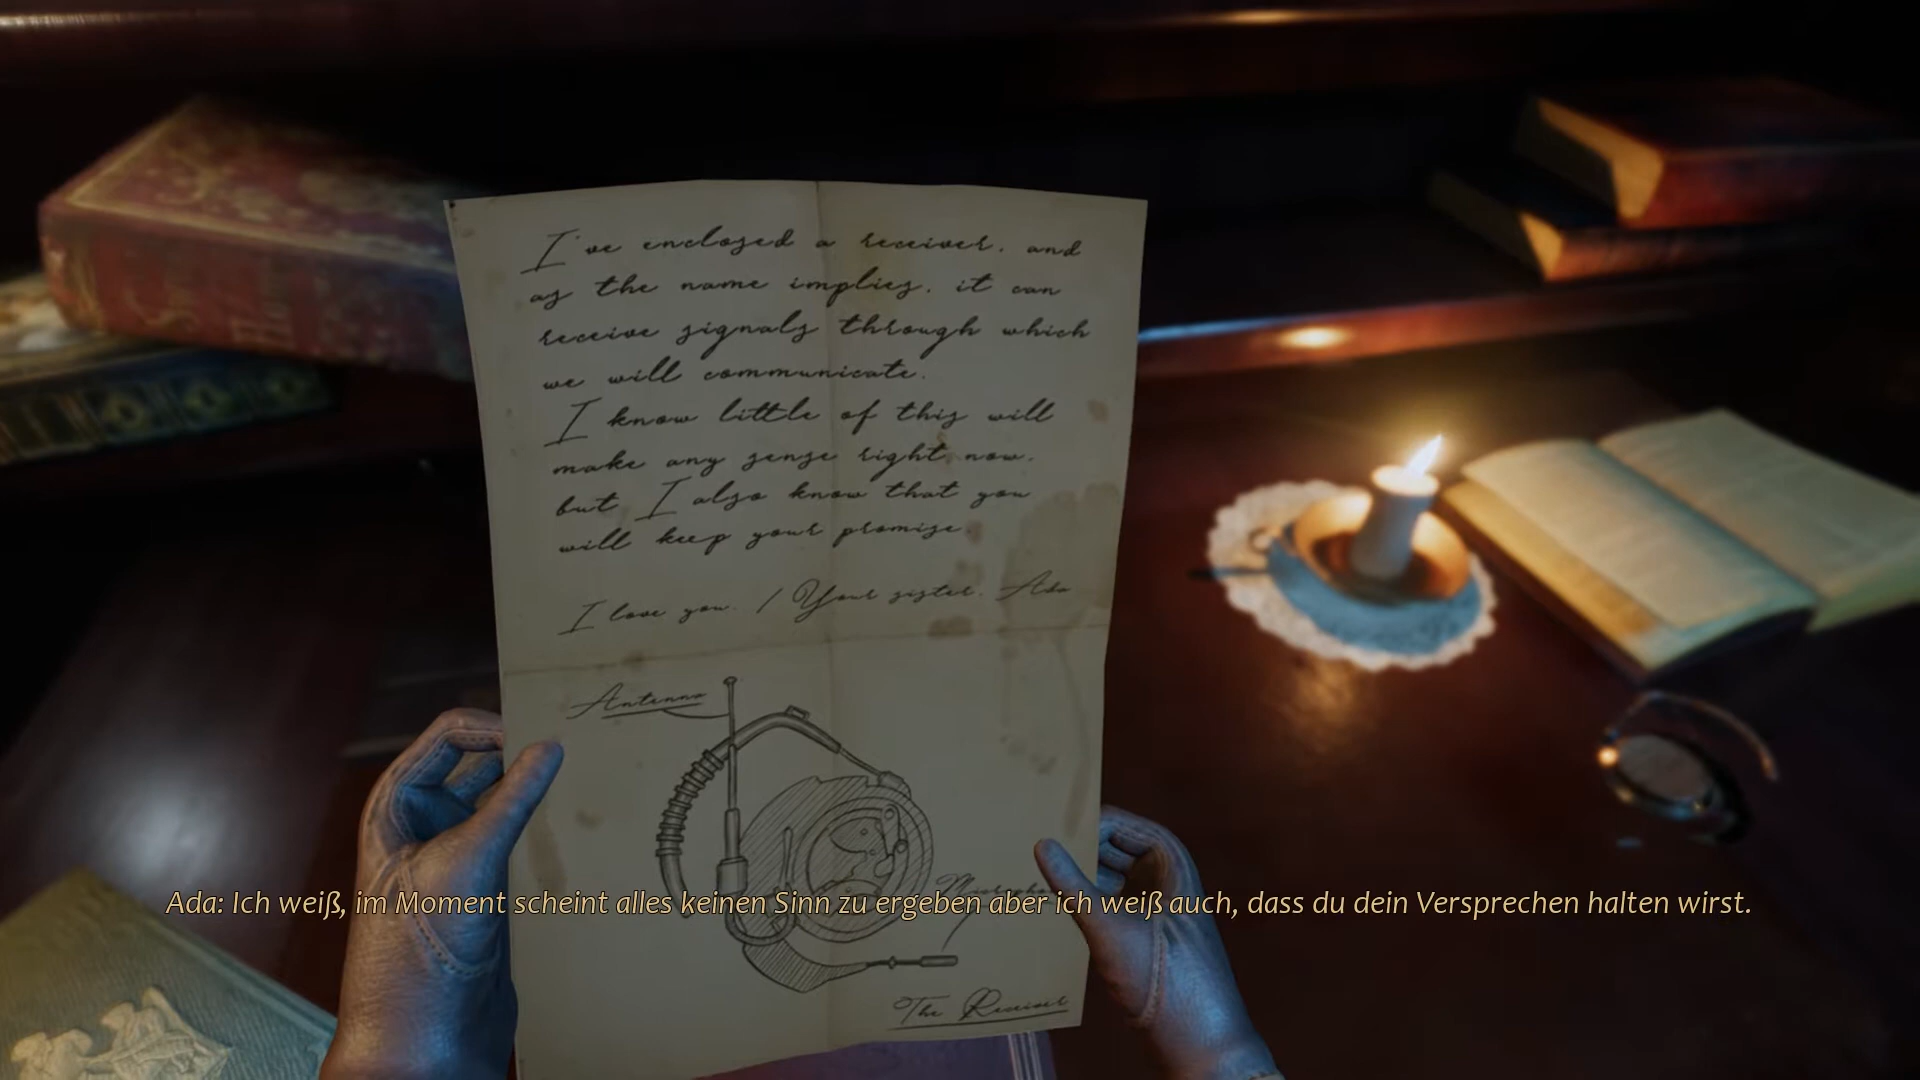 I've enclosed a receiver, and
as the name implies, it can
receive signals through which
we will communicate.
I know little of this will
make any sense right now,
but I also know that you
will keep your promise.
I love you. / Your sister, Ada
Antenna
Microphone
Ada: Ich weiß, im Moment scheint alles keinen Sinn zu ergeben aber ich weiß auch, dass du dein Versprechen halten wirst.
The Receiver